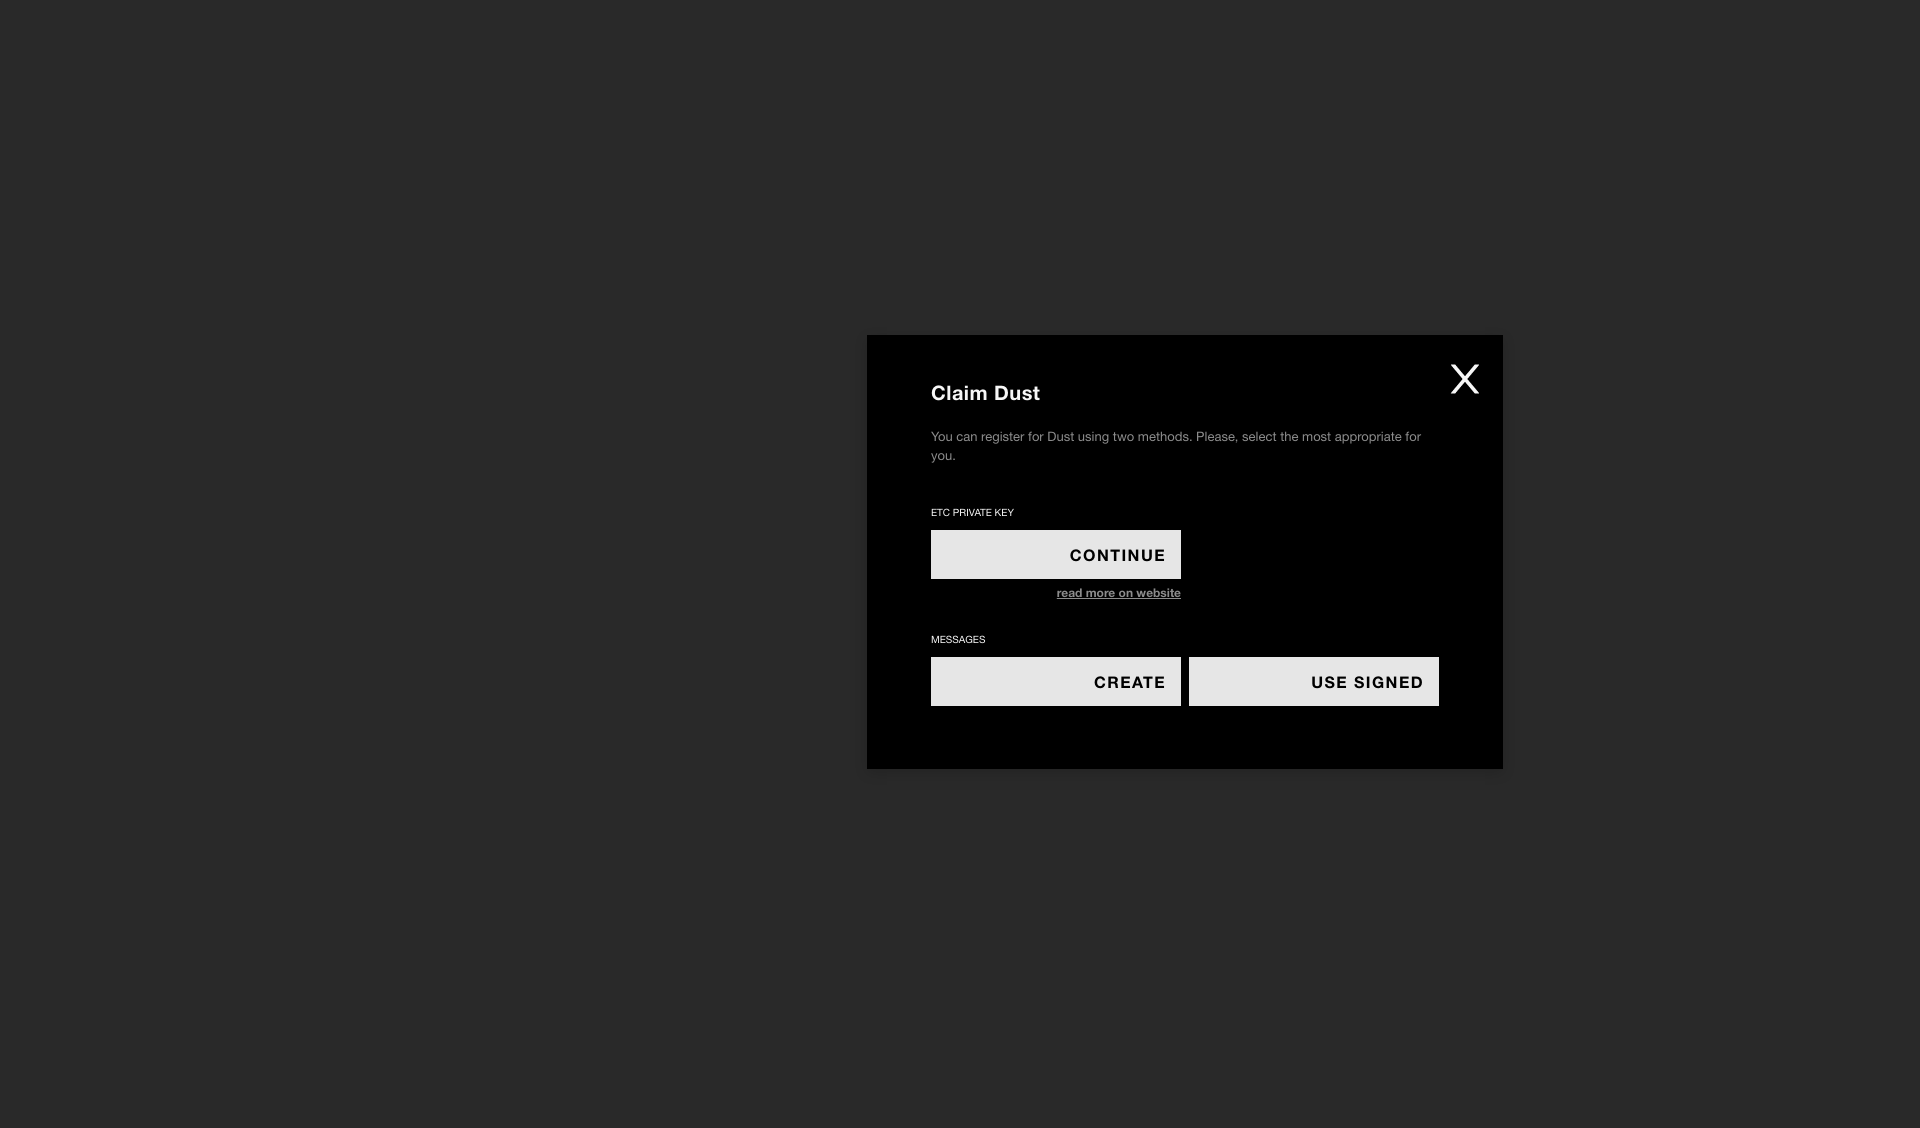 Claim Dust
You can register for Dust using two methods. Please, select the most appropriate for
you.
ETC PRIVATE KEY
CONTINUE
read more on website
MESSAGES
CREATE
USE SIGNED